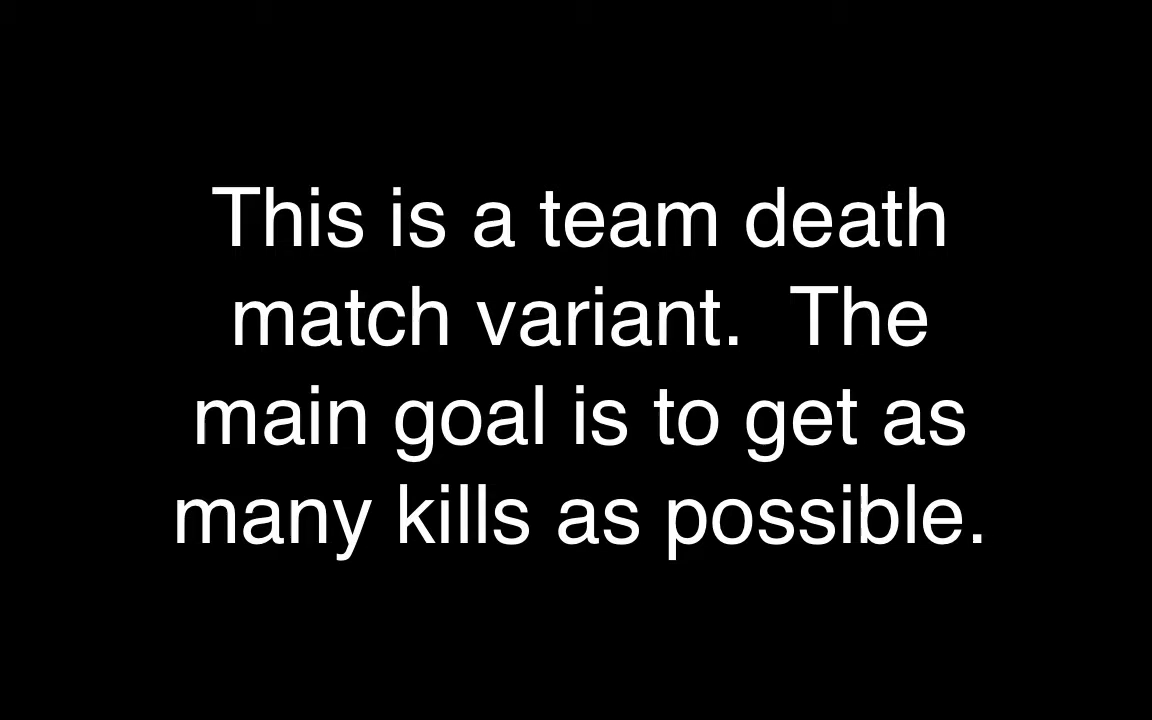 This is a team death
match variant.  The
main goal is to get as
many kills as possible.